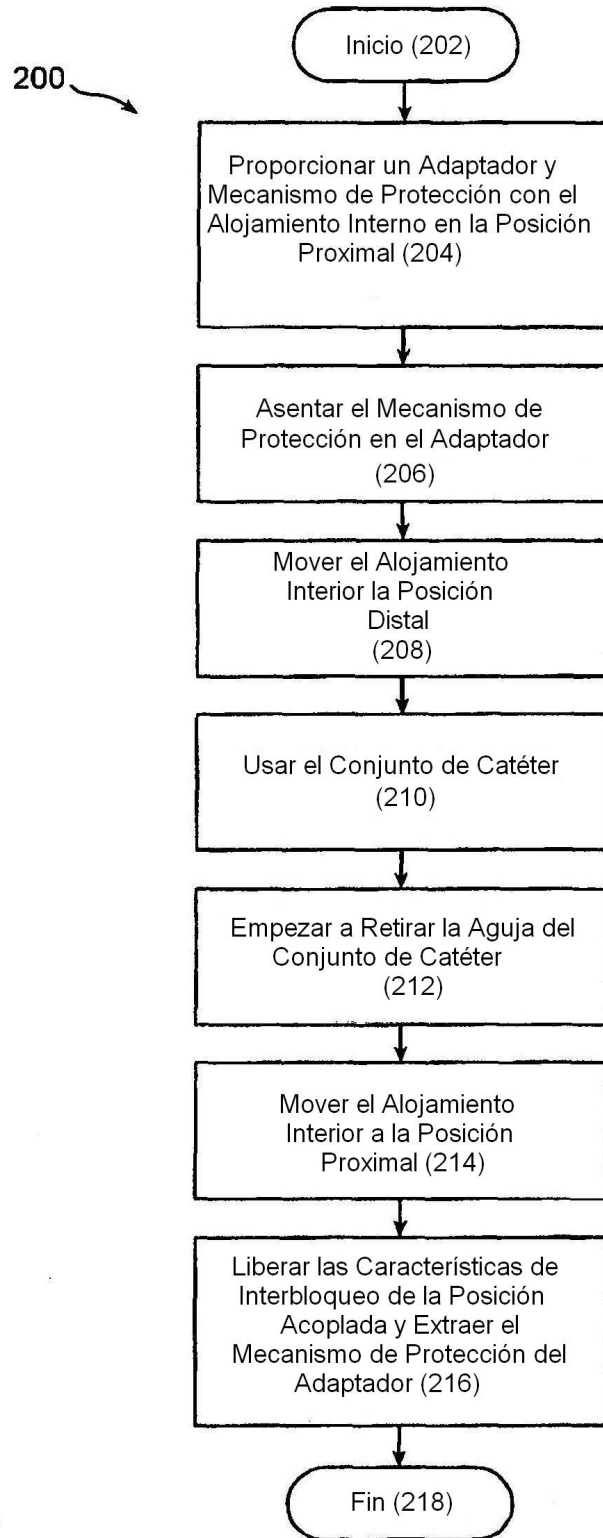 Inicio (202)
200
Proporcionar un Adaptador y
Mecanismo de Protección con el
Alojamiento Interno en la Posición
Proximal (204)
Asentar el Mecanismo de
Protección en el Adaptador
(206)
Mover el Alojamiento
Interior la Posición
Distal
(208)
Usar el Conjunto de Catéter
(210)
Empezar a Retirar la Aguja del
Conjunto de Catéter
(212)
Mover el Alojamiento
Interior a la Posición
Proximal (214)
Liberar las Características de
Interbloqueo de la Posición
Acoplada y Extraer el
Mecanismo de Protección del
Adaptador (216)
Fin (218)